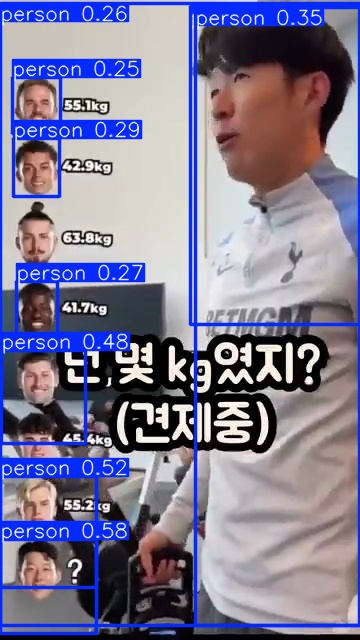 person 0.26
person 0.35
person 0.25
55.1kg
person 0.29
42.9kg
63.8kg
person 0.27
41.7kg
person 0.48
넌 몇 kg였지?
(견제중)
45.4kg
person 0.52
55.2kg
person 0.58
?
BETMGM